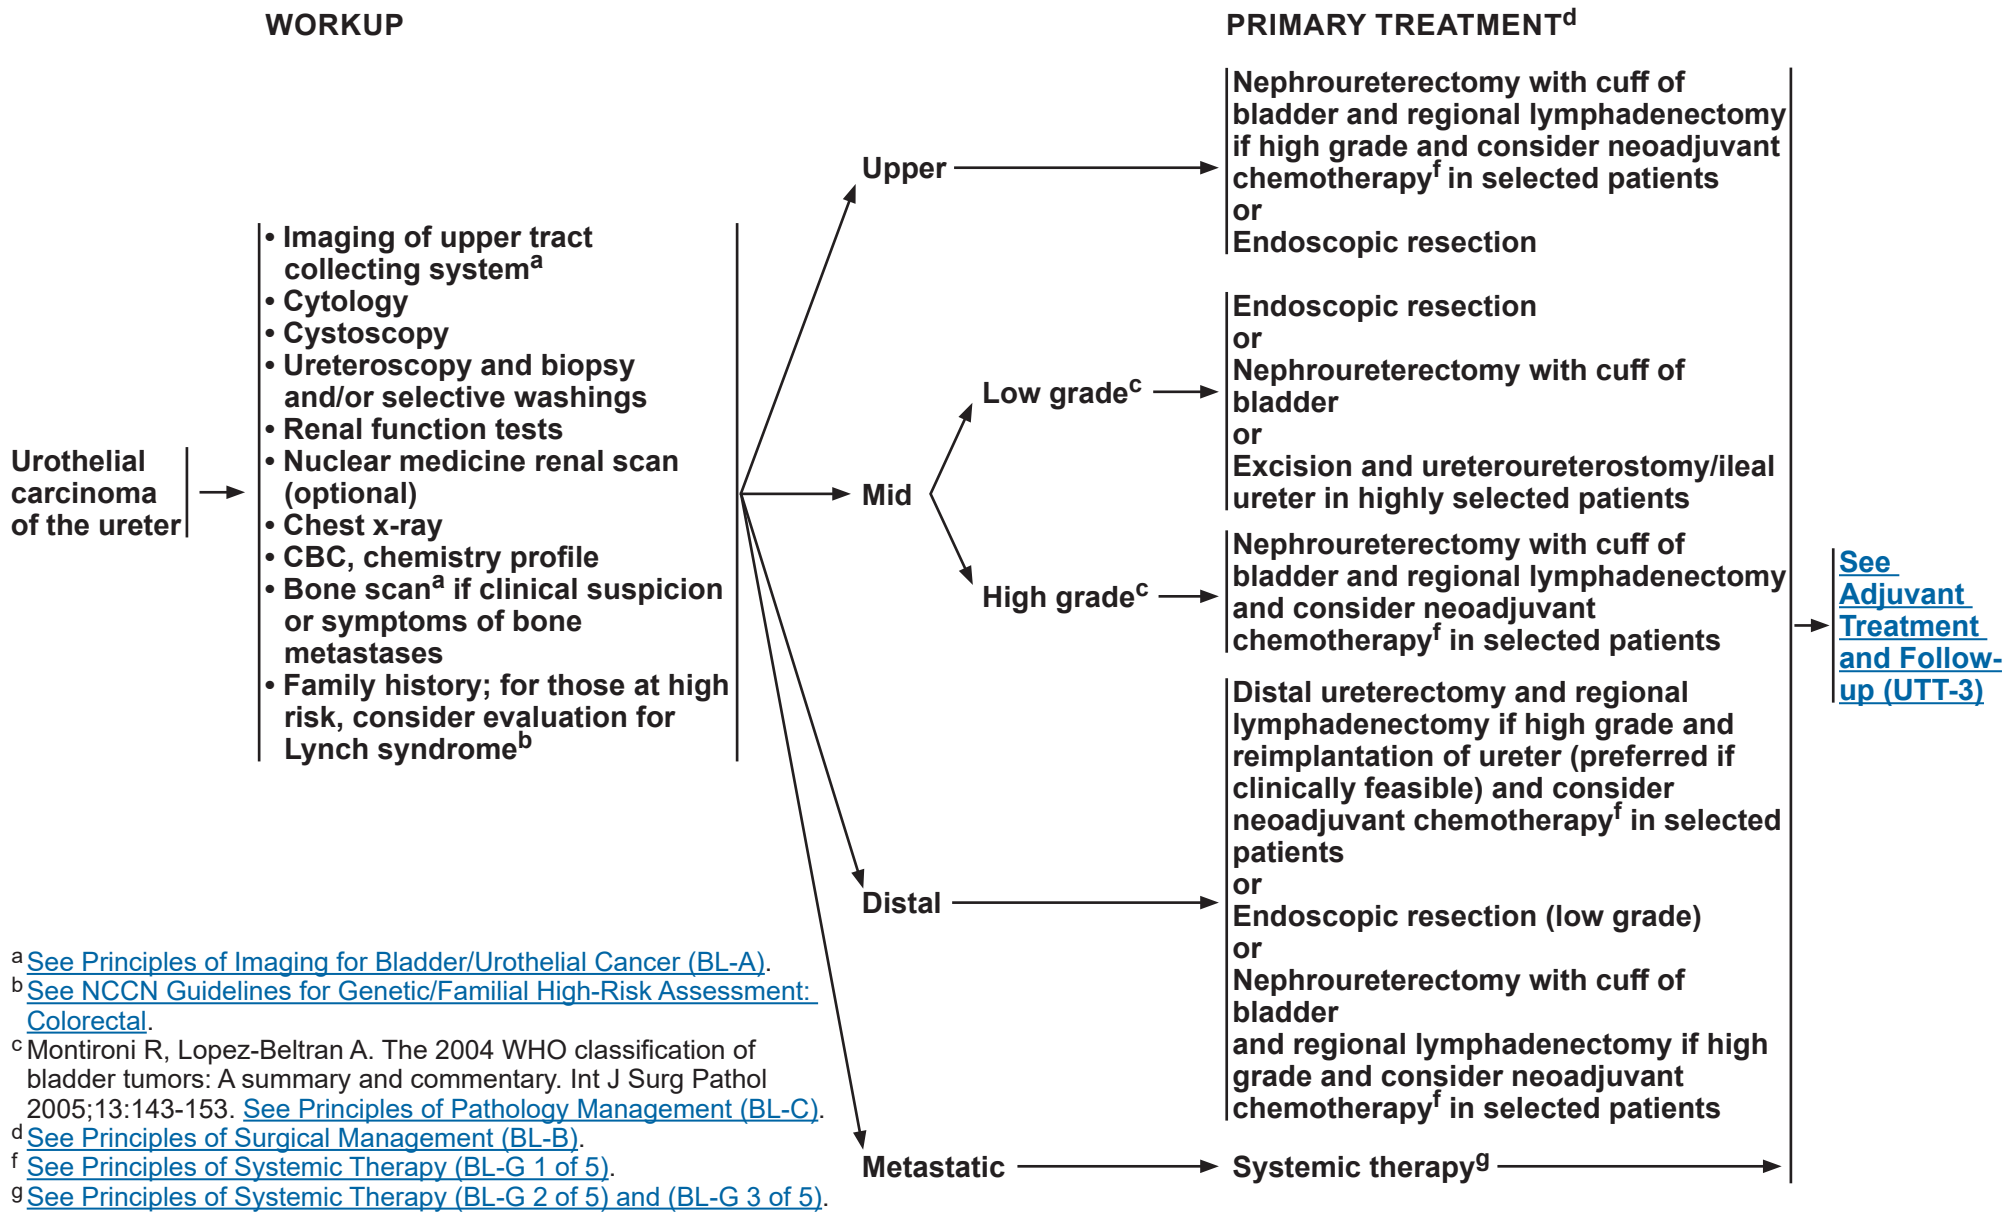 WORKUP
PRIMARY TREATMENTd
Urothelial
carcinoma
of the ureter
• Imaging of upper tract
collecting systema
• Cytology
• Cystoscopy
• Ureteroscopy and biopsy
and/or selective washings
• Renal function tests
• Nuclear medicine renal scan
(optional)
• Chest x-ray
• CBC, chemistry profile
• Bone scana if clinical suspicion
or symptoms of bone
metastases
• Family history; for those at high
risk, consider evaluation for
Lynch syndromeb
Upper
Nephroureterectomy with cuff of
bladder and regional lymphadenectomy
if high grade and consider neoadjuvant
chemotherapyf in selected patients
or
Endoscopic resection
Mid
Low gradec
Endoscopic resection
or
Nephroureterectomy with cuff of
bladder
or
Excision and ureteroureterostomy/ileal
ureter in highly selected patients
High gradec
Nephroureterectomy with cuff of
bladder and regional lymphadenectomy
and consider neoadjuvant
chemotherapyf in selected patients
Distal
Distal ureterectomy and regional
lymphadenectomy if high grade and
reimplantation of ureter (preferred if
clinically feasible) and consider
neoadjuvant chemotherapyf in selected
patients
or
Endoscopic resection (low grade)
or
Nephroureterectomy with cuff of
bladder
and regional lymphadenectomy if high
grade and consider neoadjuvant
chemotherapyf in selected patients
Metastatic
Systemic therapyg
See
Adjuvant
Treatment
and Follow-
up (UTT-3)
a See Principles of Imaging for Bladder/Urothelial Cancer (BL-A).
b See NCCN Guidelines for Genetic/Familial High-Risk Assessment:
Colorectal.
c Montironi R, Lopez-Beltran A. The 2004 WHO classification of
bladder tumors: A summary and commentary. Int J Surg Pathol
2005;13:143-153. See Principles of Pathology Management (BL-C).
d See Principles of Surgical Management (BL-B).
f See Principles of Systemic Therapy (BL-G 1 of 5).
g See Principles of Systemic Therapy (BL-G 2 of 5) and (BL-G 3 of 5).